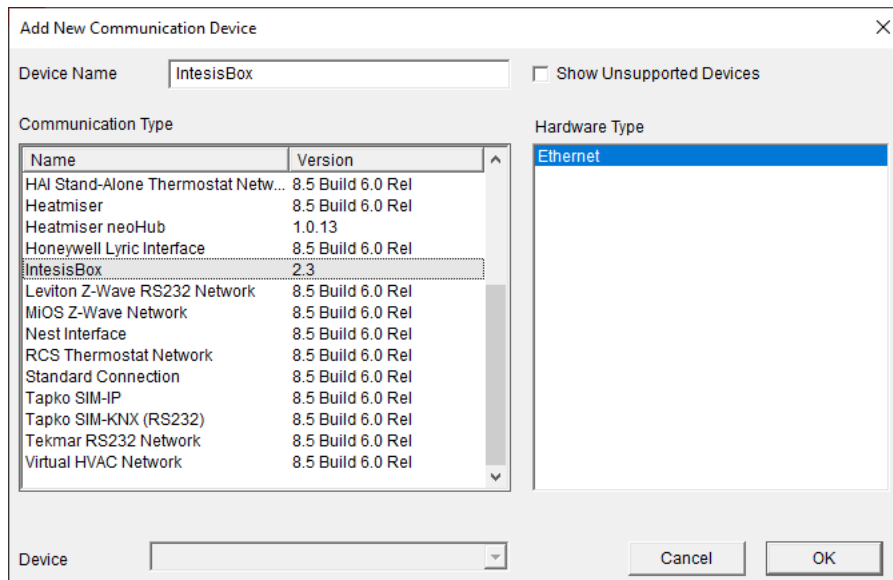 Add New Communication Device
Device Name IntesisBox Show Unsupported Devices
Communication Type Hardware Type
Name Version Ethernet
HAI Stand-Alone Thermostat Netw... 8.5 Build 6.0 Rel
Heatmiser 8.5 Build 6.0 Rel
Heatmiser neoHub 1.0.13
Honeywell Lyric Interface 8.5 Build 6.0 Rel
IntesisBox 2.3
Leviton Z-Wave RS232 Network 8.5 Build 6.0 Rel
MiOS Z-Wave Network 8.5 Build 6.0 Rel
Nest Interface 8.5 Build 6.0 Rel
RCS Thermostat Network 8.5 Build 6.0 Rel
Standard Connection 8.5 Build 6.0 Rel
Tapko SIM-IP 8.5 Build 6.0 Rel
Tapko SIM-KNX (RS232) 8.5 Build 6.0 Rel
Tekmar RS232 Network 8.5 Build 6.0 Rel
Virtual HVAC Network 8.5 Build 6.0 Rel
Device Cancel OK